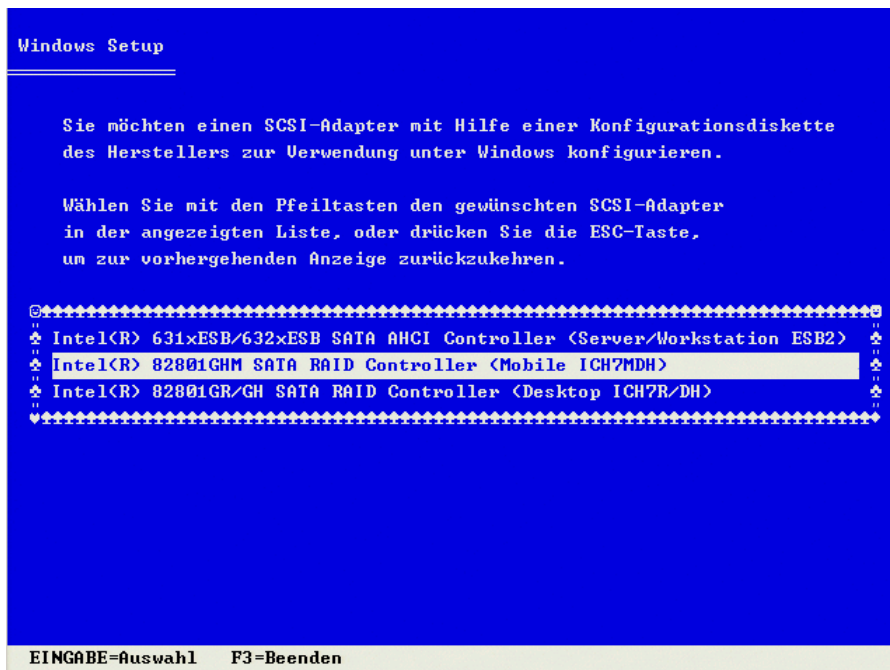 Windows Setup
Sie möchten einen SCSI-Adapter mit Hilfe einer Konfigurationsdiskette
des Herstellers zur Verwendung unter Windows konfigurieren.
Wählen Sie mit den Pfeiltasten den gewünschten SCSI-Adapter
in der angezeigten Liste, oder drücken Sie die ESC-Taste,
um zur vorhergehenden Anzeige zurückzukehren.
Intel(R) 631xESB/632xESB SATA AHCI Controller (Server/Workstation ESB2)
Intel(R) 82801GHM SATA RAID Controller (Mobile ICH7MDH)
Intel(R) 82801GR/GH SATA RAID Controller (Desktop ICH7R/DH)
EINGABE=Auswahl F3=Beenden